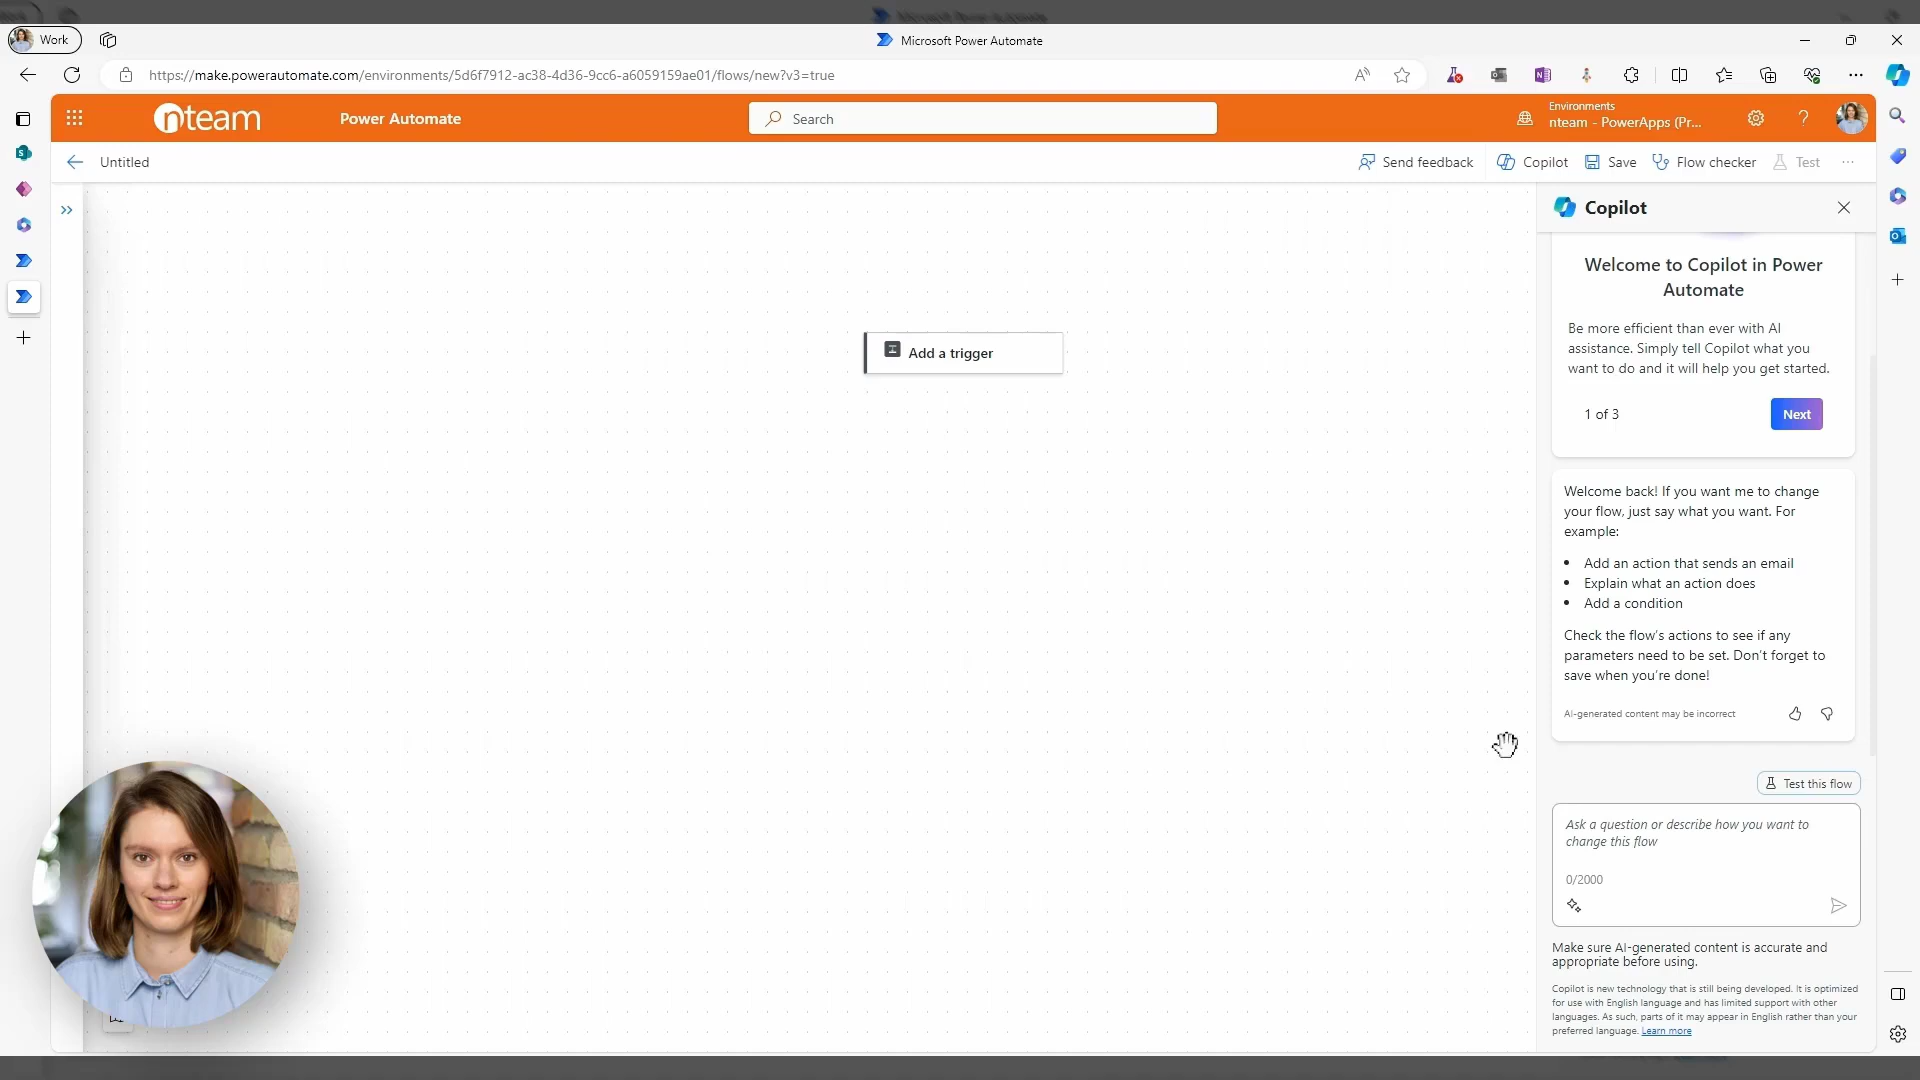 Work
Microsoft Power Automate
https://make.powerautomate.com/environments/5d6f7912-ac38-4d36-9cc6-a6059159ae01/flows/new?v3=true
nteam
Power Automate
Search
Environments
nteam - PowerApps (Pr...
Untitled
Send feedback
Copilot
Save
Flow checker
Test
Add a trigger
Copilot
Welcome to Copilot in Power
Automate
Be more efficient than ever with AI
assistance. Simply tell Copilot what you
want to do and it will help you get started.
1 of 3
Next
Welcome back! If you want me to change
your flow, just say what you want. For
example:
• Add an action that sends an email
• Explain what an action does
• Add a condition
Check the flow's actions to see if any
parameters need to be set. Don't forget to
save when you're done!
AI-generated content may be incorrect
Test this flow
Ask a question or describe how you want to
change this flow
0/2000
Make sure AI-generated content is accurate and
appropriate before using.
Copilot is new technology that is still being developed. It is optimized
for use with English language and has limited support with other
languages. As such, parts of it may appear in English rather than your
preferred language. Learn more